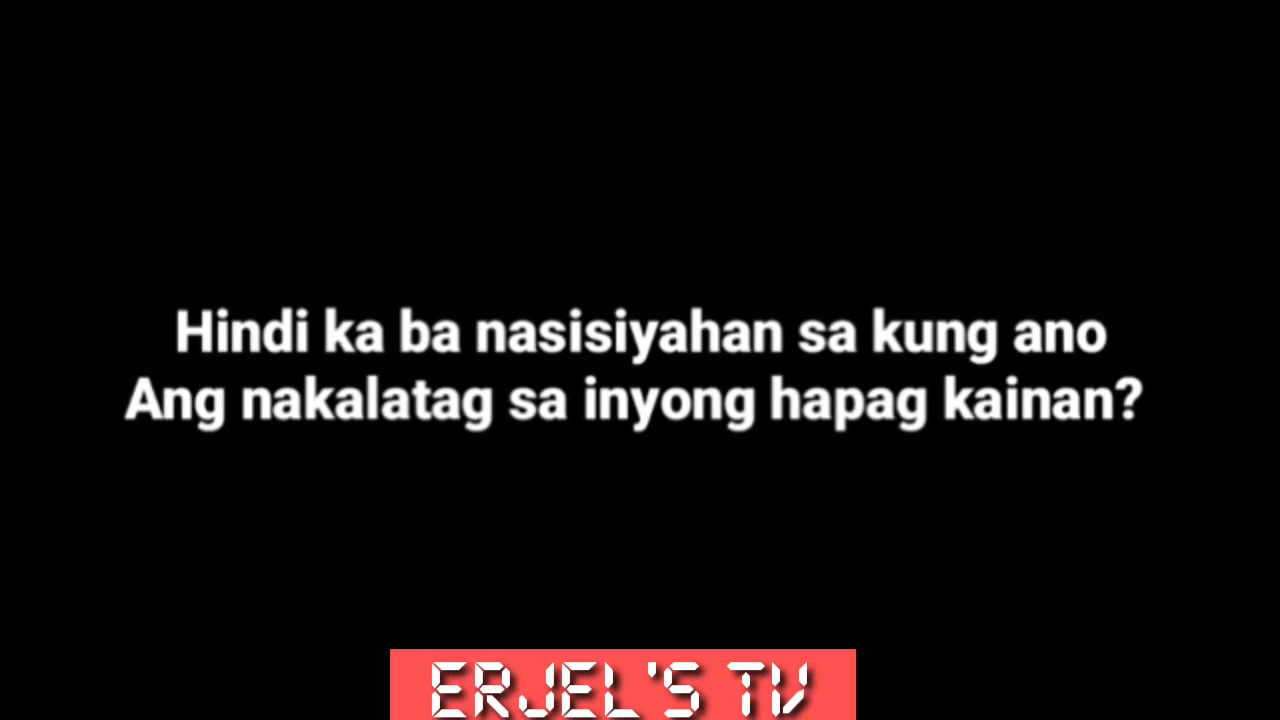 Hindi ka ba nasisiyahan sa kung ano
Ang nakalatag sa inyong hapag kainan?
ERJEL'S TV